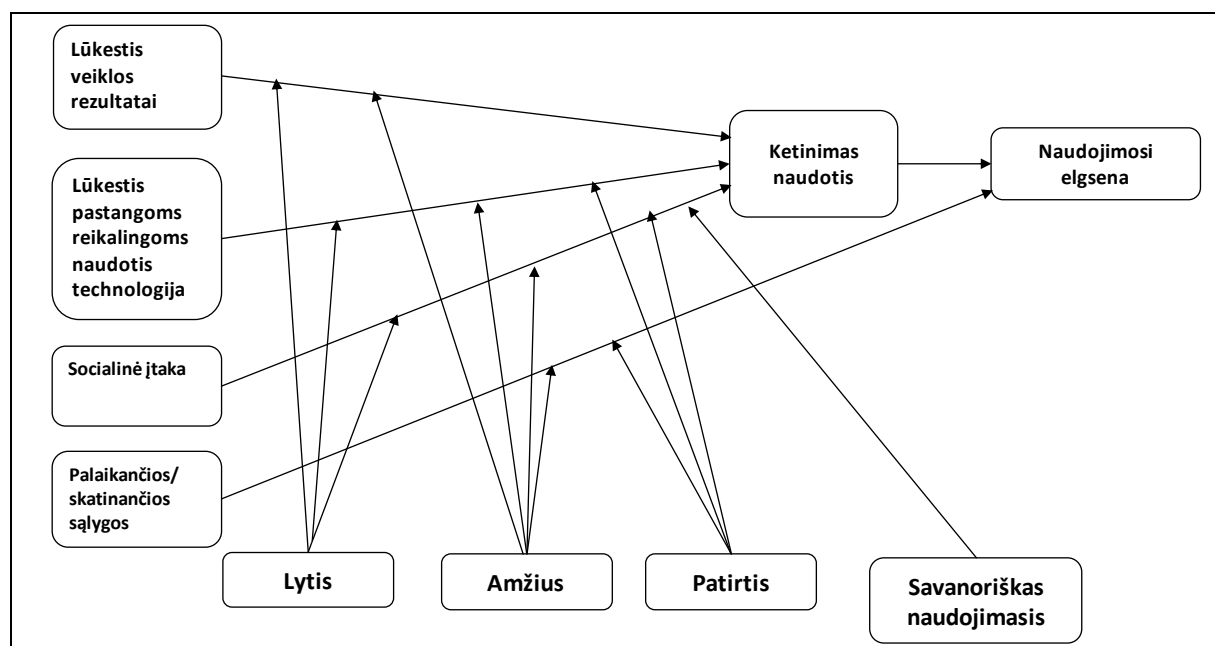 Lūkestis
veiklos
rezultatai
Lūkestis
pastangoms
reikalingoms
naudotis
technologija
Socialinė įtaka
Palaikančios/
skatinančios
sąlygos
Ketinimas
naudotis
Naudojimosi
elgsena
Lytis
Amžius
Patirtis
Savanoriškas
naudojimasis